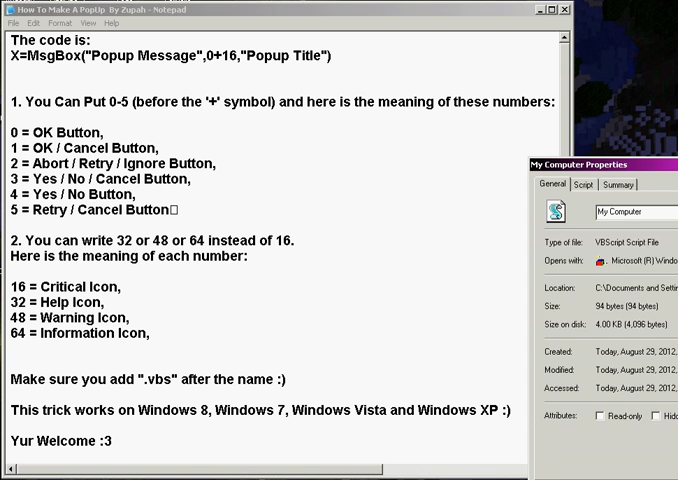 How To Make A PopUp By Zupah - Notepad
File Edit Format View Help
The code is:
X=MsgBox("Popup Message",0+16,"Popup Title")
1. You Can Put 0-5 (before the '+' symbol) and here is the meaning of these numbers:
0 = OK Button,
1 = OK / Cancel Button,
2 = Abort / Retry / Ignore Button,
3 = Yes / No / Cancel Button,
4 = Yes / No Button,
5 = Retry / Cancel Button
2. You can write 32 or 48 or 64 instead of 16.
Here is the meaning of each number:
16 = Critical Icon,
32 = Help Icon,
48 = Warning Icon,
64 = Information Icon,
Make sure you add ".vbs" after the name :)
This trick works on Windows 8, Windows 7, Windows Vista and Windows XP :)
Yur Welcome :3
My Computer Properties
General Script Summary
My Computer
Type of file: VBScript Script File
Opens with: Microsoft (R) Windo
Location: C:\Documents and Settin
Size: 94 bytes (94 bytes)
Size on disk: 4.00 KB (4,096 bytes)
Created: Today, August 29, 2012,
Modified: Today, August 29, 2012,
Accessed: Today, August 29, 2012,
Attributes: Read-only Hidd